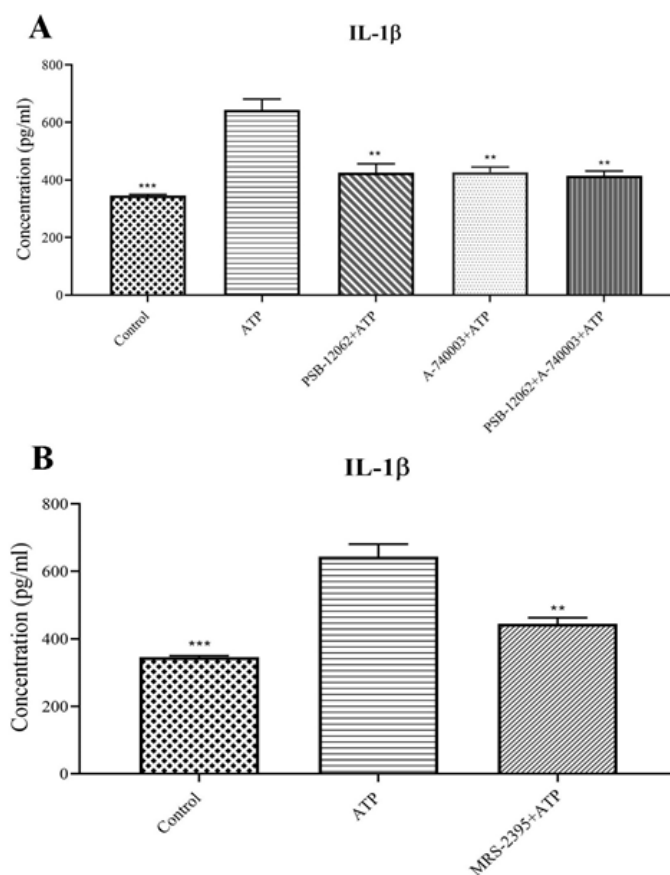 A
IL-1β
Concentration (pg/ml)
800
600
400
200
0
***
**
**
**
Control
ATP
PSB-12062+ATP
A-740003+ATP
PSB-12062+A-740003+ATP
B
IL-1β
Concentration (pg/ml)
800
600
400
200
0
***
**
Control
ATP
MRS-2395+ATP